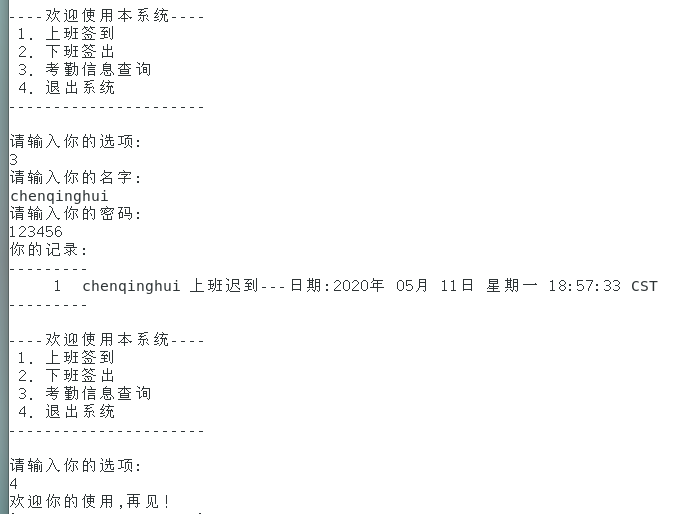 ----欢迎使用本系统----
1. 上班签到
2. 下班签出
3. 考勤信息查询
4. 退出系统
----------------------
请输入你的选项:
3
请输入你的名字:
chenqinghui
请输入你的密码:
123456
你的记录:
---------
1 chenqinghui 上班迟到---日期:2020年 05月 11日 星期一 18:57:33 CST
---------
----欢迎使用本系统----
1. 上班签到
2. 下班签出
3. 考勤信息查询
4. 退出系统
----------------------
请输入你的选项:
4
欢迎你的使用,再见!